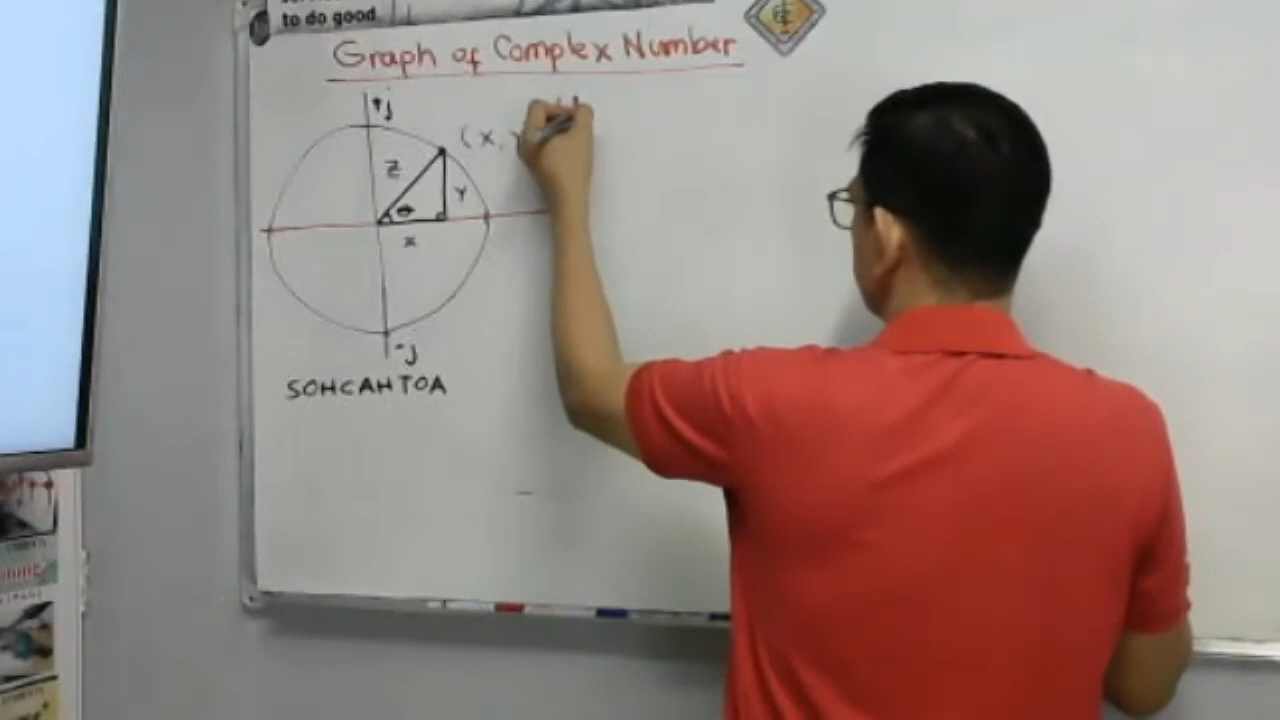 to do good
Graph of Complex Number
+j
(x,
z
Y
θ
x
-j
SOHCAHTOA